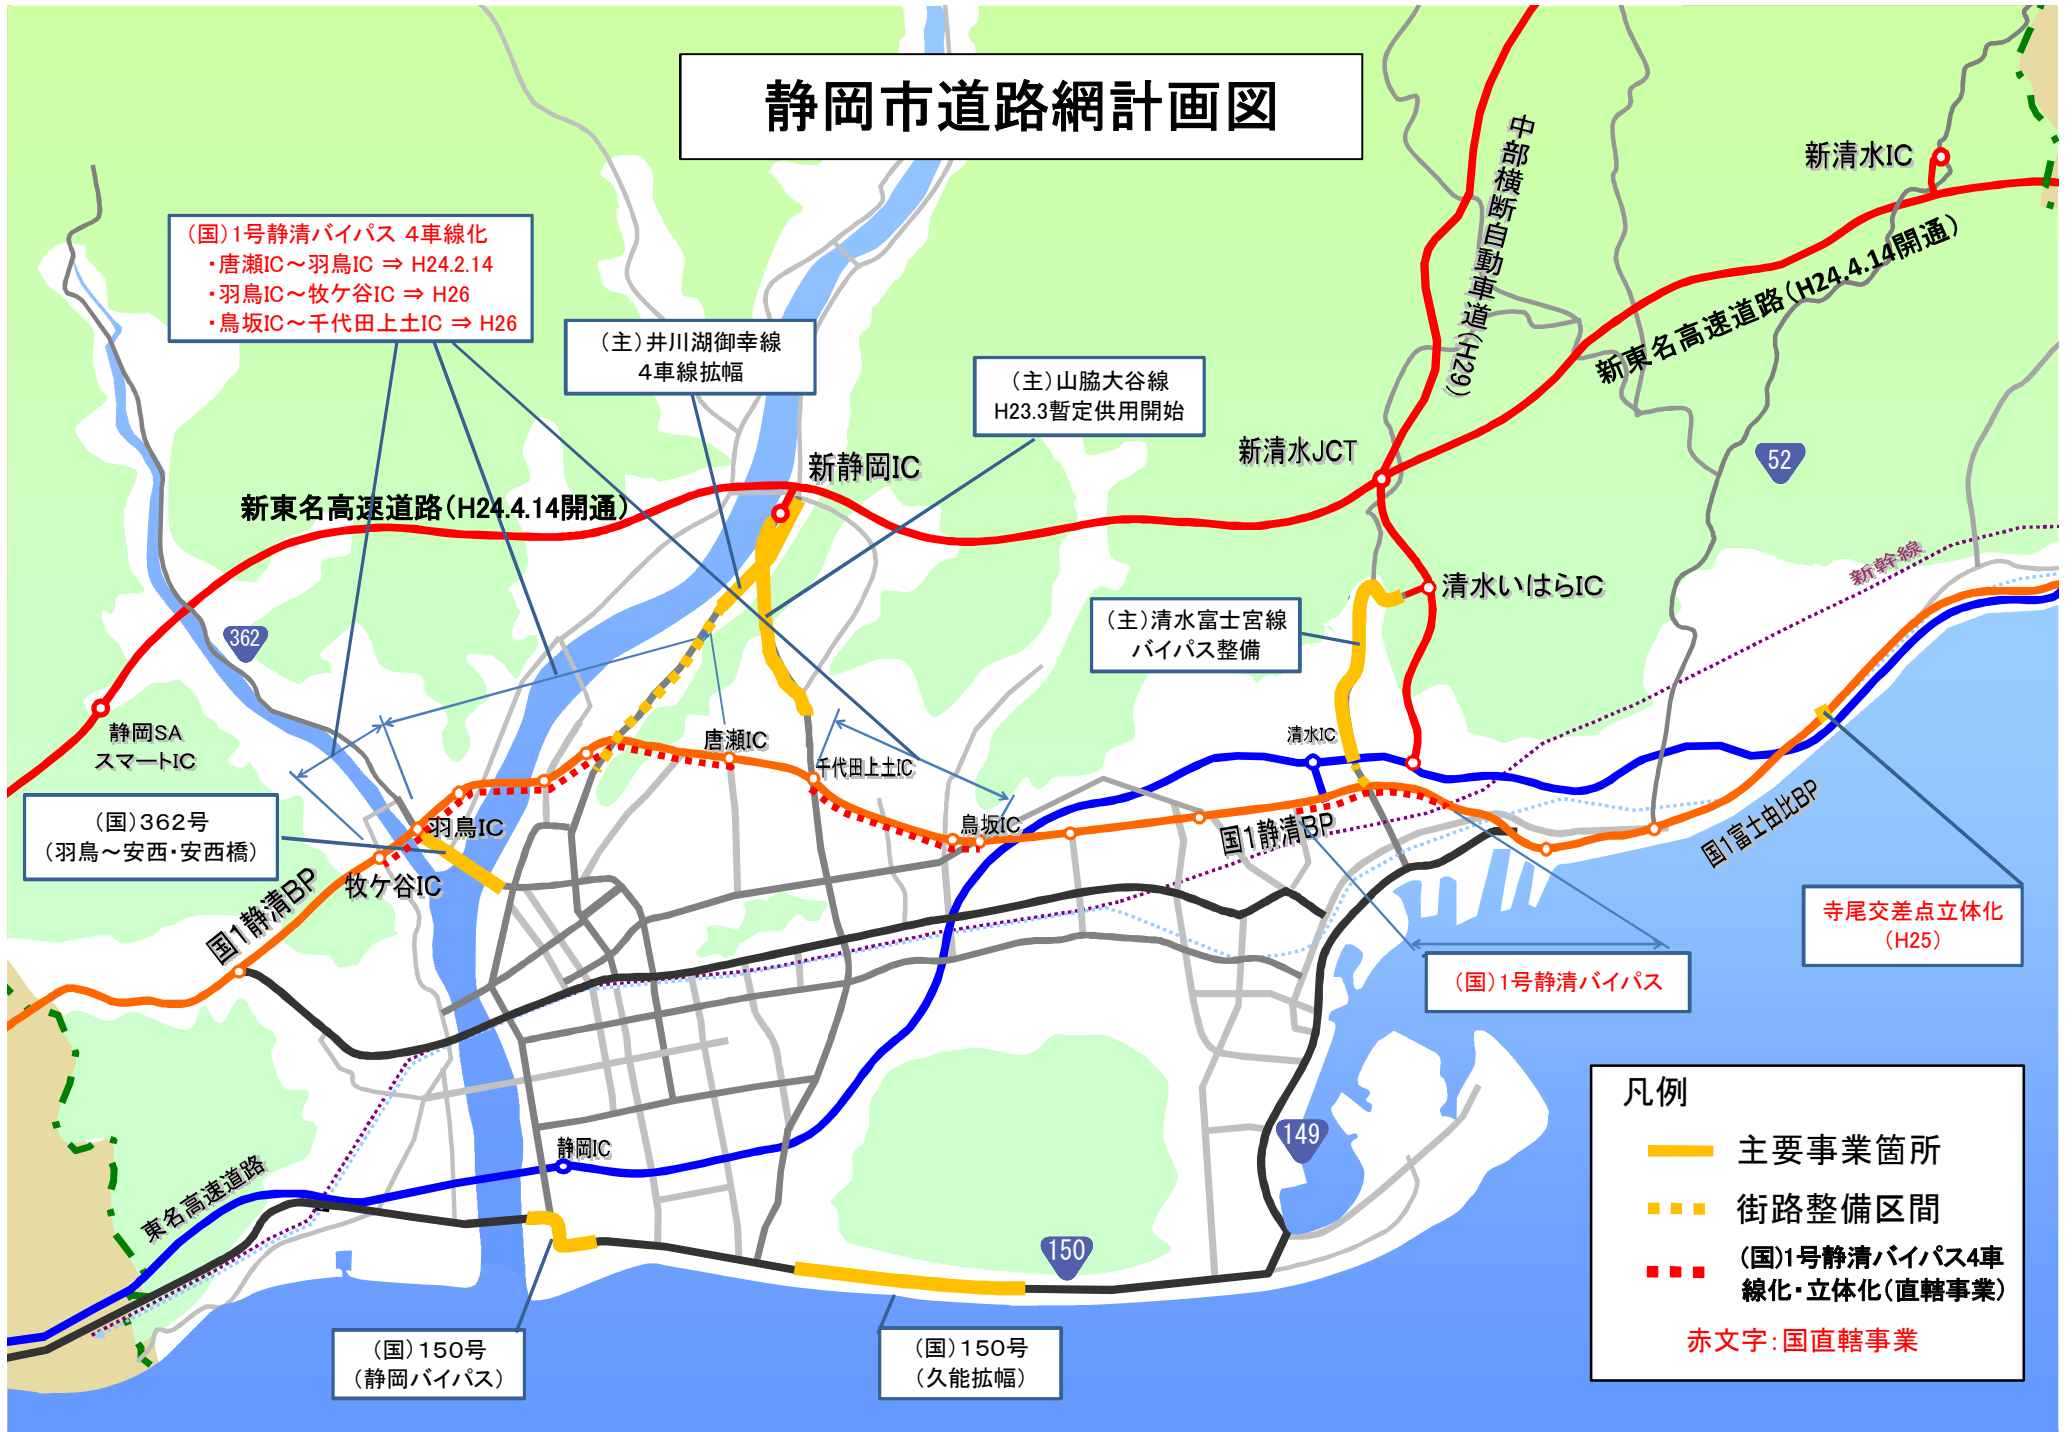 静岡市道路網計画図
中部横断自動車道(H29)
新清水IC
(国)1号静清バイパス 4車線化
・唐瀬IC～羽鳥IC ⇒ H24.2.14
・羽鳥IC～牧ケ谷IC ⇒ H26
・鳥坂IC～千代田上土IC ⇒ H26
新東名高速道路(H24.4.14開通)
(主)井川湖御幸線
4車線拡幅
(主)山脇大谷線
H23.3暫定供用開始
新清水JCT
52
新静岡IC
新東名高速道路(H24.4.14開通)
新幹線
清水いはらIC
(主)清水富士宮線
バイパス整備
362
静岡SA
スマートIC
唐瀬IC
清水IC
千代田上土IC
(国)362号
(羽鳥～安西・安西橋)
羽鳥IC
鳥坂IC
国1静清BP
国1富士由比BP
牧ケ谷IC
国1静清BP
寺尾交差点立体化
(H25)
(国)1号静清バイパス
凡例
主要事業箇所
街路整備区間
(国)1号静清バイパス4車
線化・立体化(直轄事業)
赤文字:国直轄事業
149
静岡IC
東名高速道路
150
(国)150号
(静岡バイパス)
(国)150号
(久能拡幅)